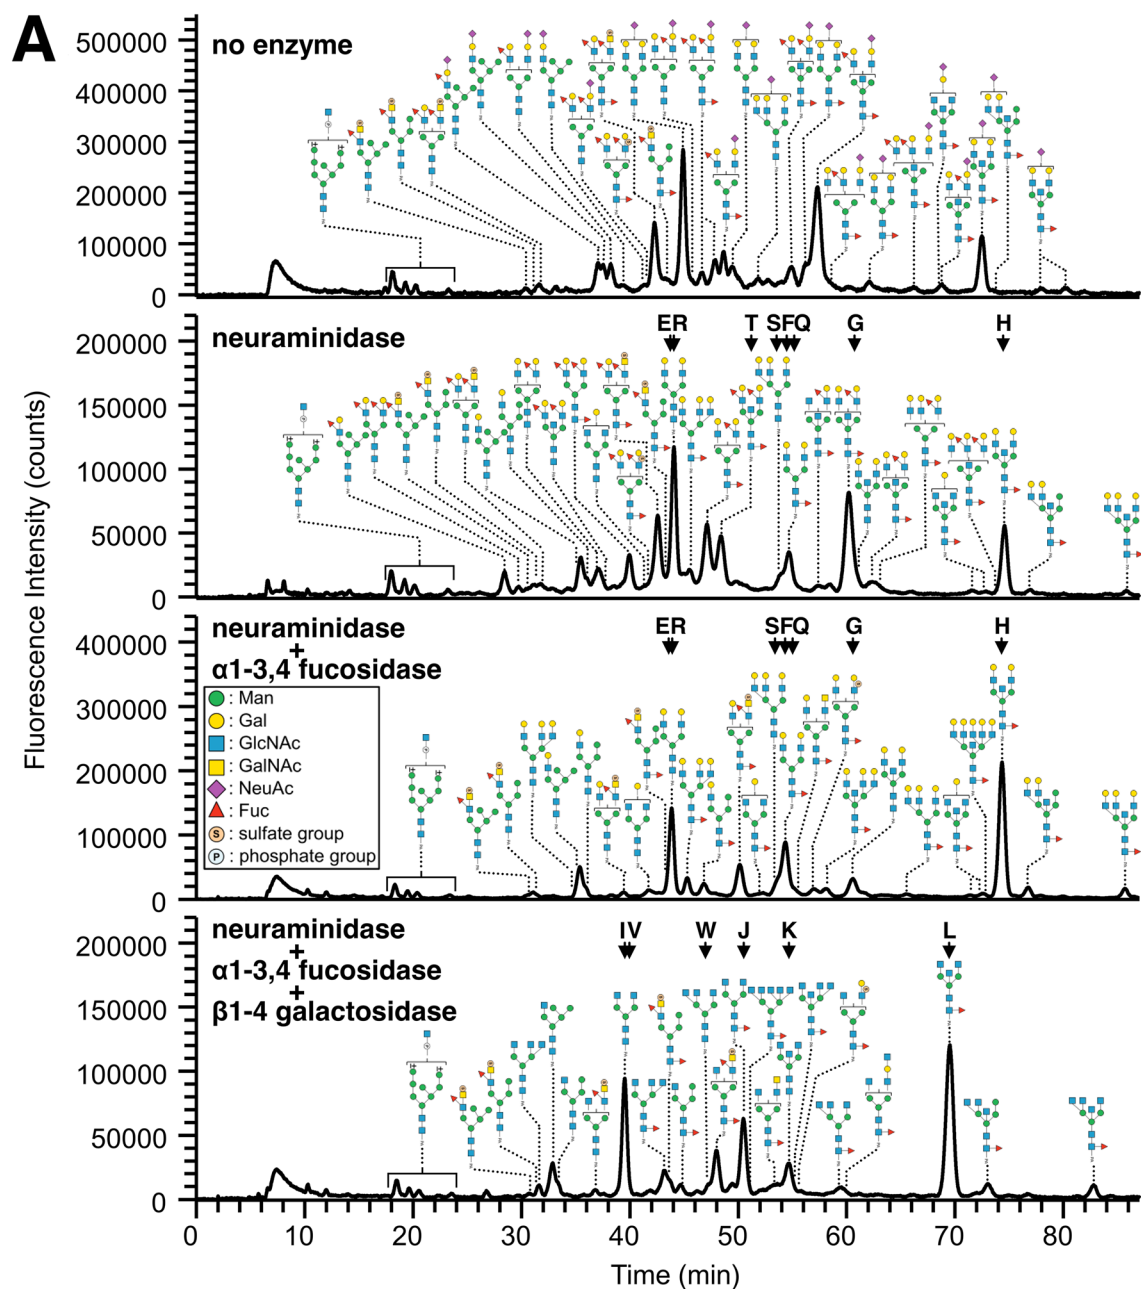 A
no enzyme
500000
400000
300000
200000
100000
0
neuraminidase
ER T SFQ G H
200000
150000
100000
50000
0
Fluorescence Intensity (counts)
neuraminidase
+
α1-3,4 fucosidase
ER SFQ G H
400000
300000
200000
100000
0
: Man
: Gal
: GlcNAc
: GalNAc
: NeuAc
: Fuc
S : sulfate group
P : phosphate group
neuraminidase
+
α1-3,4 fucosidase
+
β1-4 galactosidase
IV W J K L
200000
150000
100000
50000
0
0 10 20 30 40 50 60 70 80
Time (min)